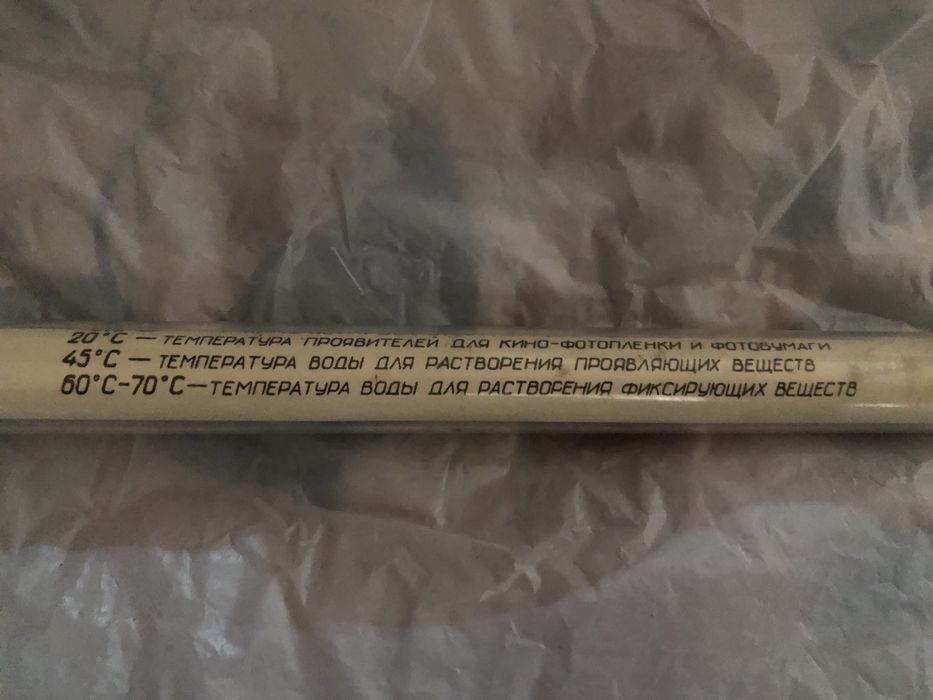 20°С — ТЕМПЕРАТУРА ПРОЯВИТЕЛЕЙ ДЛЯ КИНО-ФОТОПЛЕНКИ И ФОТОБУМАГИ
45°С — ТЕМПЕРАТУРА ВОДЫ ДЛЯ РАСТВОРЕНИЯ ПРОЯВЛЯЮЩИХ ВЕЩЕСТВ
60°С-70°С — ТЕМПЕРАТУРА ВОДЫ ДЛЯ РАСТВОРЕНИЯ ФИКСИРУЮЩИХ ВЕЩЕСТВ